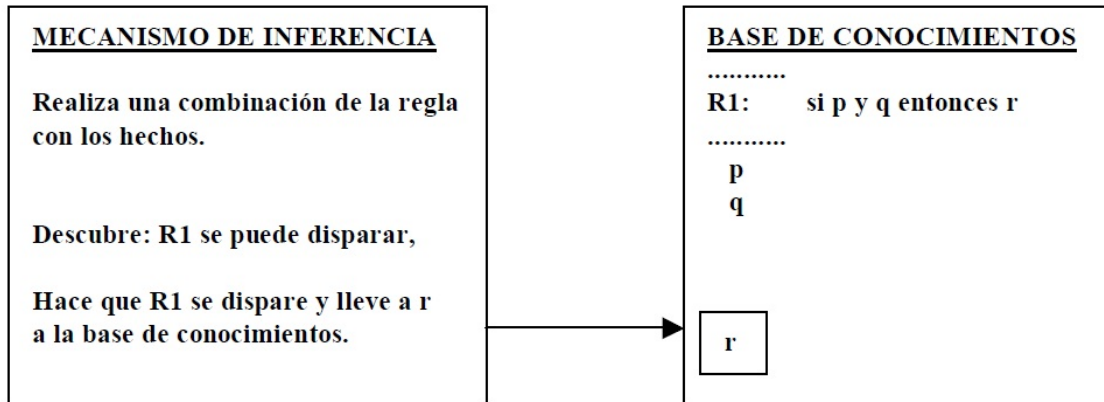 MECANISMO DE INFERENCIA
Realiza una combinación de la regla
con los hechos.
Descubre: R1 se puede disparar,
Hace que R1 se dispare y lleve a r
a la base de conocimientos.
BASE DE CONOCIMIENTOS
...........
R1: si p y q entonces r
...........
p
q
r